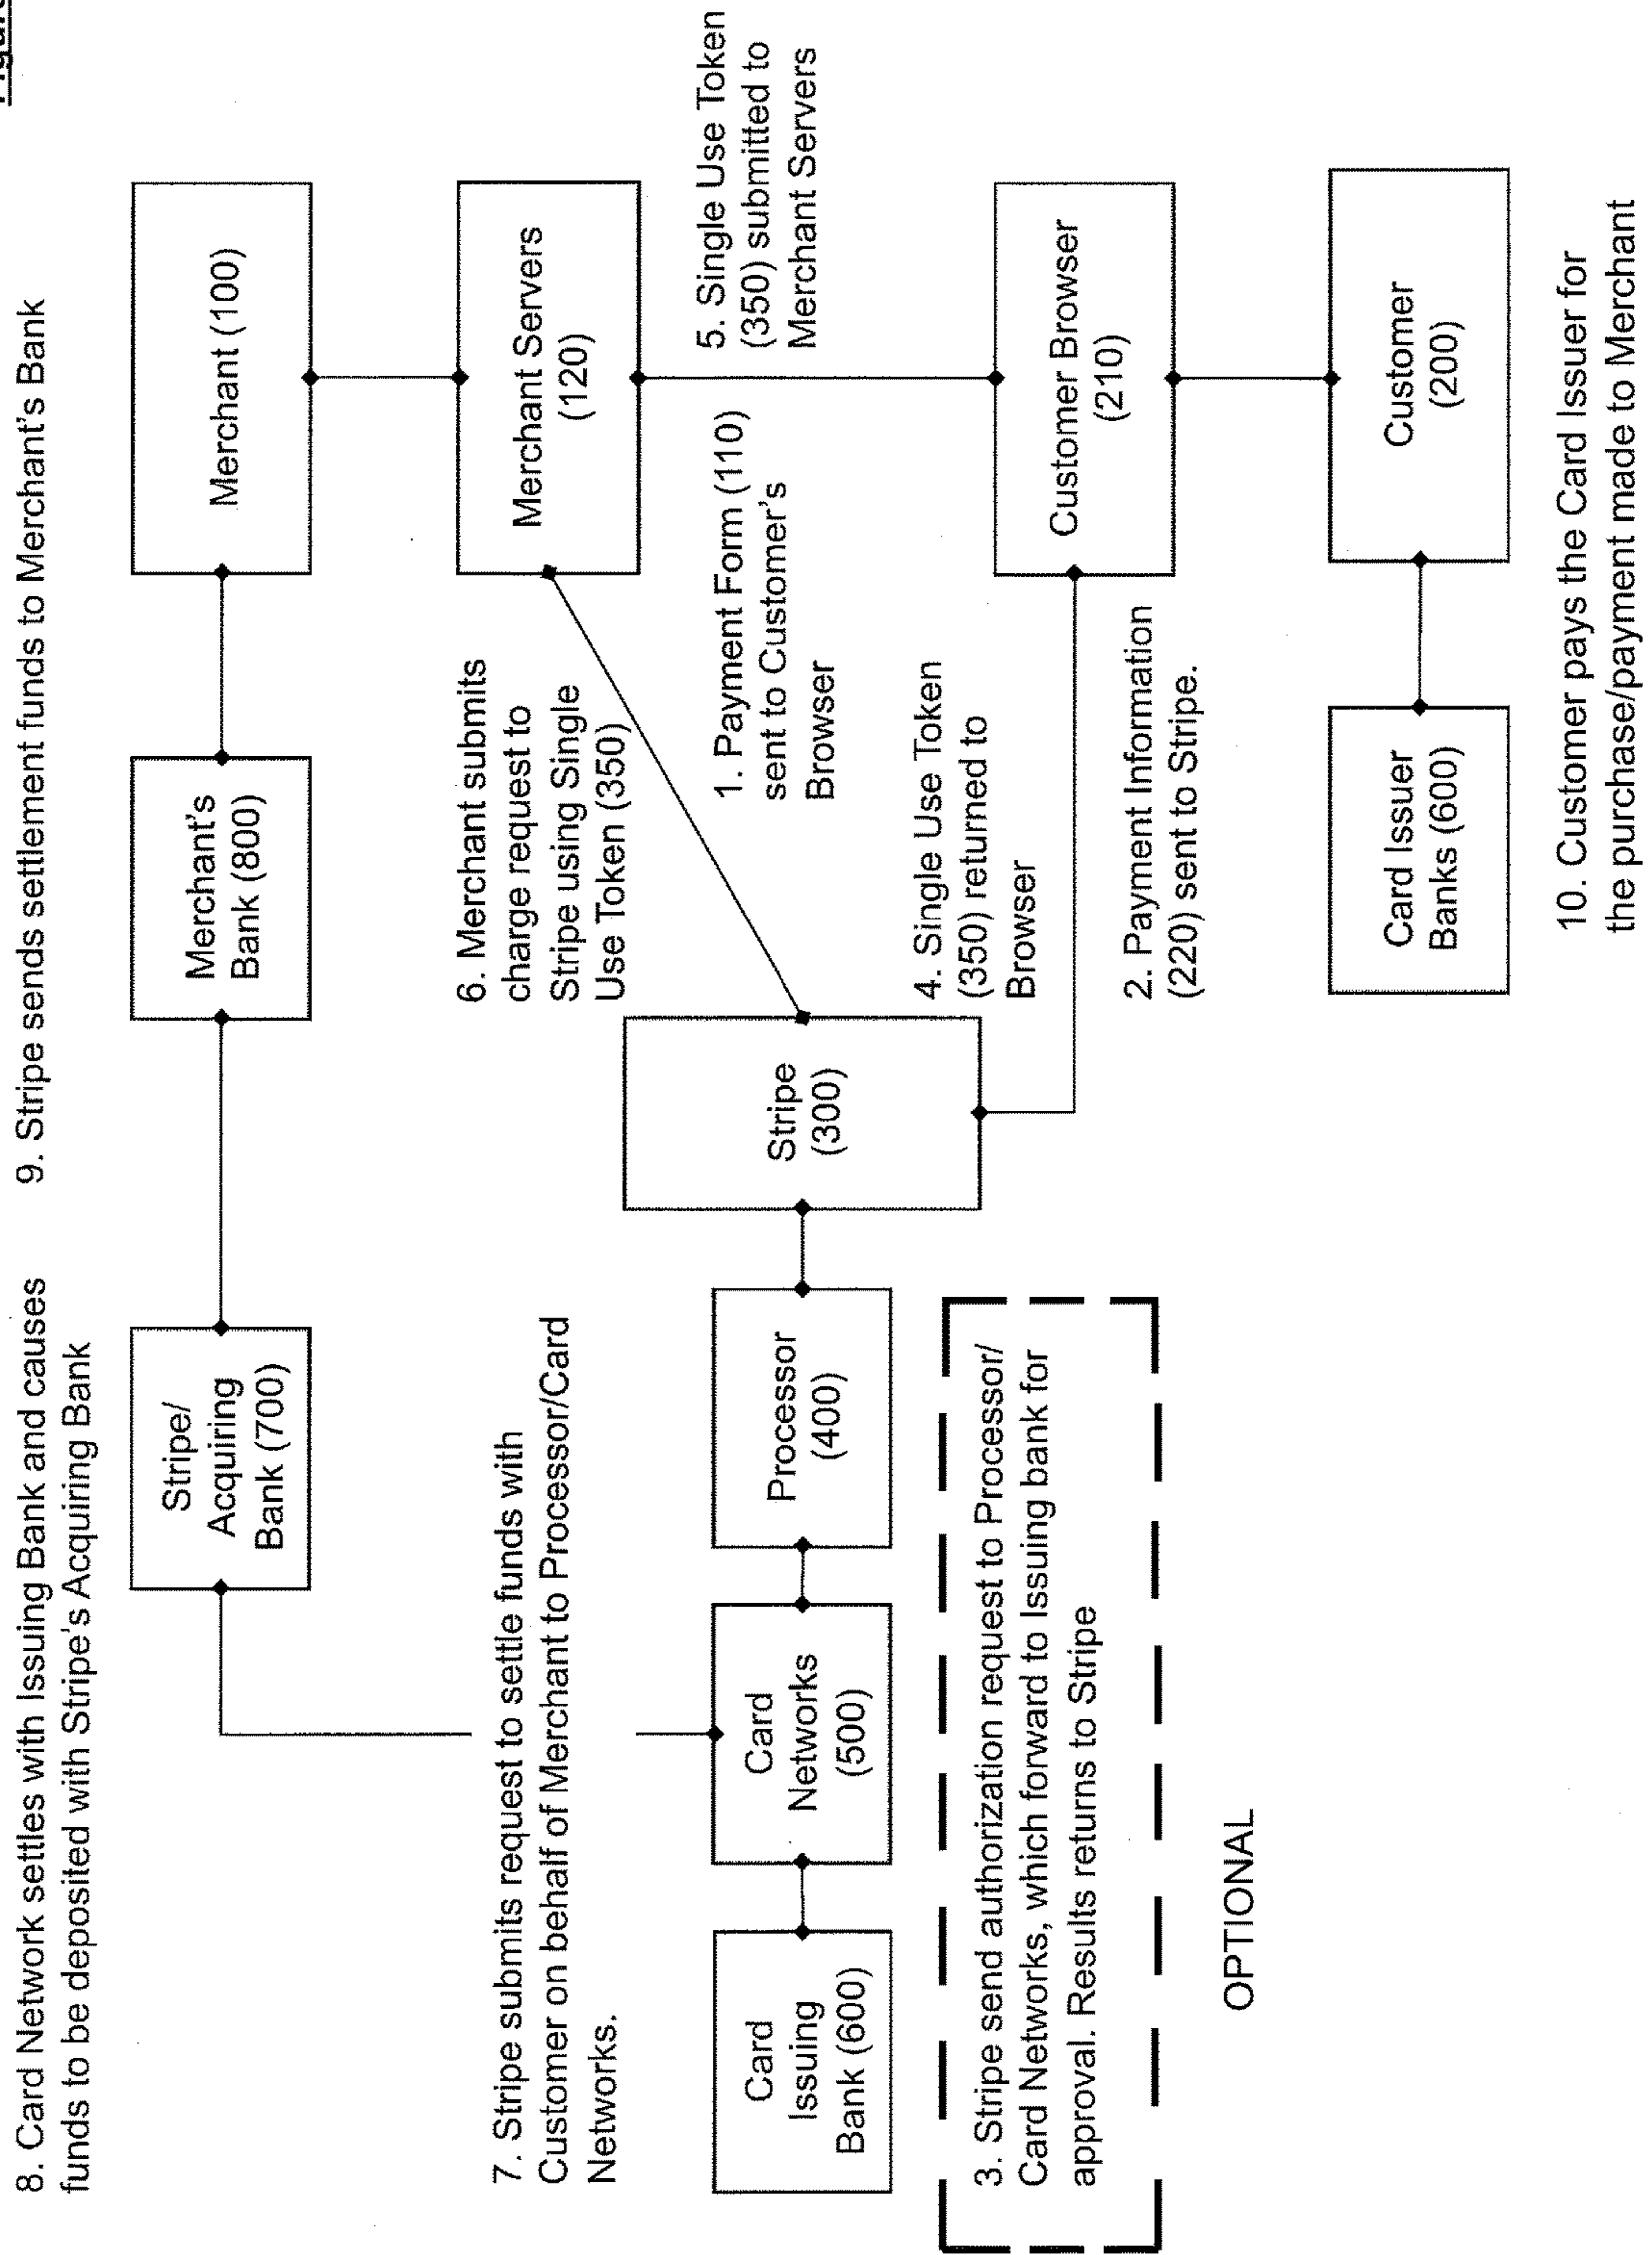 8. Card Network settles with Issuing Bank and causes
funds to be deposited with Stripe's Acquiring Bank
9. Stripe sends settlement funds to Merchant's Bank
Stripe/
Acquiring
Bank (700)
Merchant's
Bank (800)
Merchant (100)
7. Stripe submits request to settle funds with
Customer on behalf of Merchant to Processor/Card
Networks.
6. Merchant submits
charge request to
Stripe using Single
Use Token (350)
Merchant Servers
(120)
Card
Issuing
Bank (600)
Card
Networks
(500)
Processor
(400)
Stripe
(300)
1. Payment Form (110)
sent to Customer's
Browser
5. Single Use Token
(350) submitted to
Merchant Servers
3. Stripe send authorization request to Processor/
Card Networks, which forward to Issuing bank for
approval. Results returns to Stripe
OPTIONAL
4. Single Use Token
(350) returned to
Browser
2. Payment Information
(220) sent to Stripe.
Customer Browser
(210)
Card Issuer
Banks (600)
Customer
(200)
10. Customer pays the Card Issuer for
the purchase/payment made to Merchant